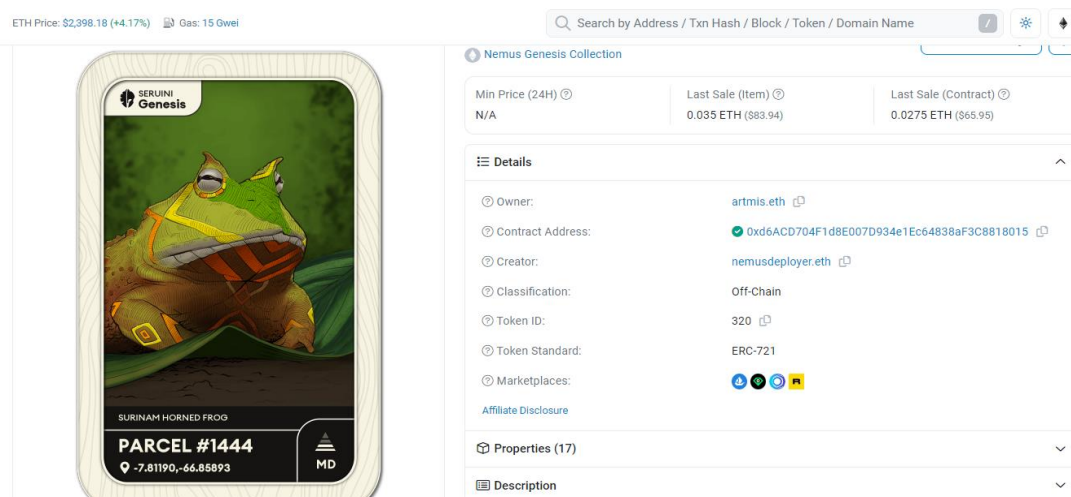 ETH Price: $2,398.18 (+4.17%) Gas: 15 Gwei
Search by Address / Txn Hash / Block / Token / Domain Name /
SERUINI
Genesis
SURINAM HORNED FROG
PARCEL #1444
-7.81190,-66.85893
MD
Nemus Genesis Collection
Min Price (24H)
N/A
Last Sale (Item)
0.035 ETH ($83.94)
Last Sale (Contract)
0.0275 ETH ($65.95)
Details
Owner: artmis.eth
Contract Address: 0xd6ACD704F1d8E007D934e1Ec64838aF3C8818015
Creator: nemusdeployer.eth
Classification: Off-Chain
Token ID: 320
Token Standard: ERC-721
Marketplaces:
Affiliate Disclosure
Properties (17)
Description